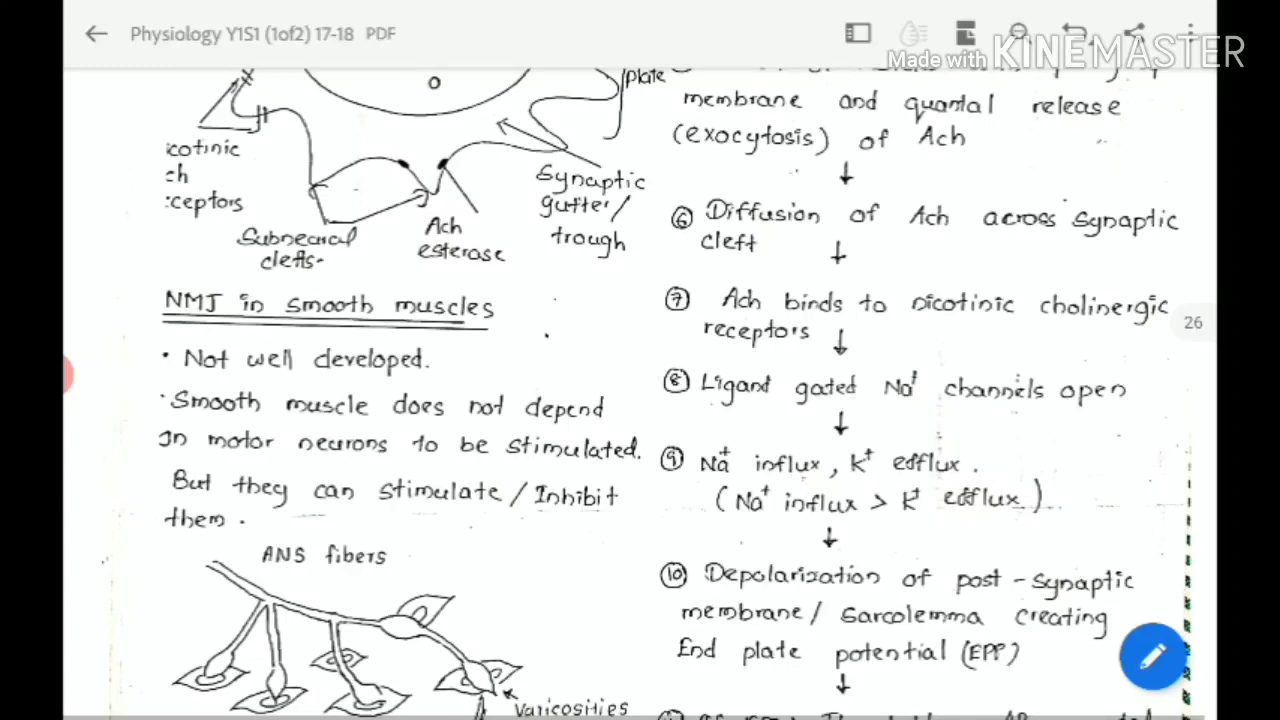 Physiology Y1S1 (1of2) 17-18 PDF
Made with KINEMASTER
plate
icotinic
ch
ceptors
Subneural
clefts
Ach
esterase
Synaptic
gutter/
trough
NMJ in Smooth muscles
• Not well developed.
• Smooth muscle does not depend
In motor neurons to be stimulated.
But they can stimulate / Inhibit
them.
ANS fibers
Varicosities
membrane and quantal release
(exocytosis) of Ach
↓
⑥ Diffusion of Ach across synaptic
cleft ↓
⑦ Ach binds to nicotinic cholinergic
receptors ↓
⑧ Ligand gated Na⁺ channels open
↓
⑨ Na⁺ influx, K⁺ efflux.
(Na⁺ influx > K⁺ efflux)
↓
⑩ Depolarization of post-synaptic
membrane/ Sarcolemma creating
End plate potential (EPP)
↓
26